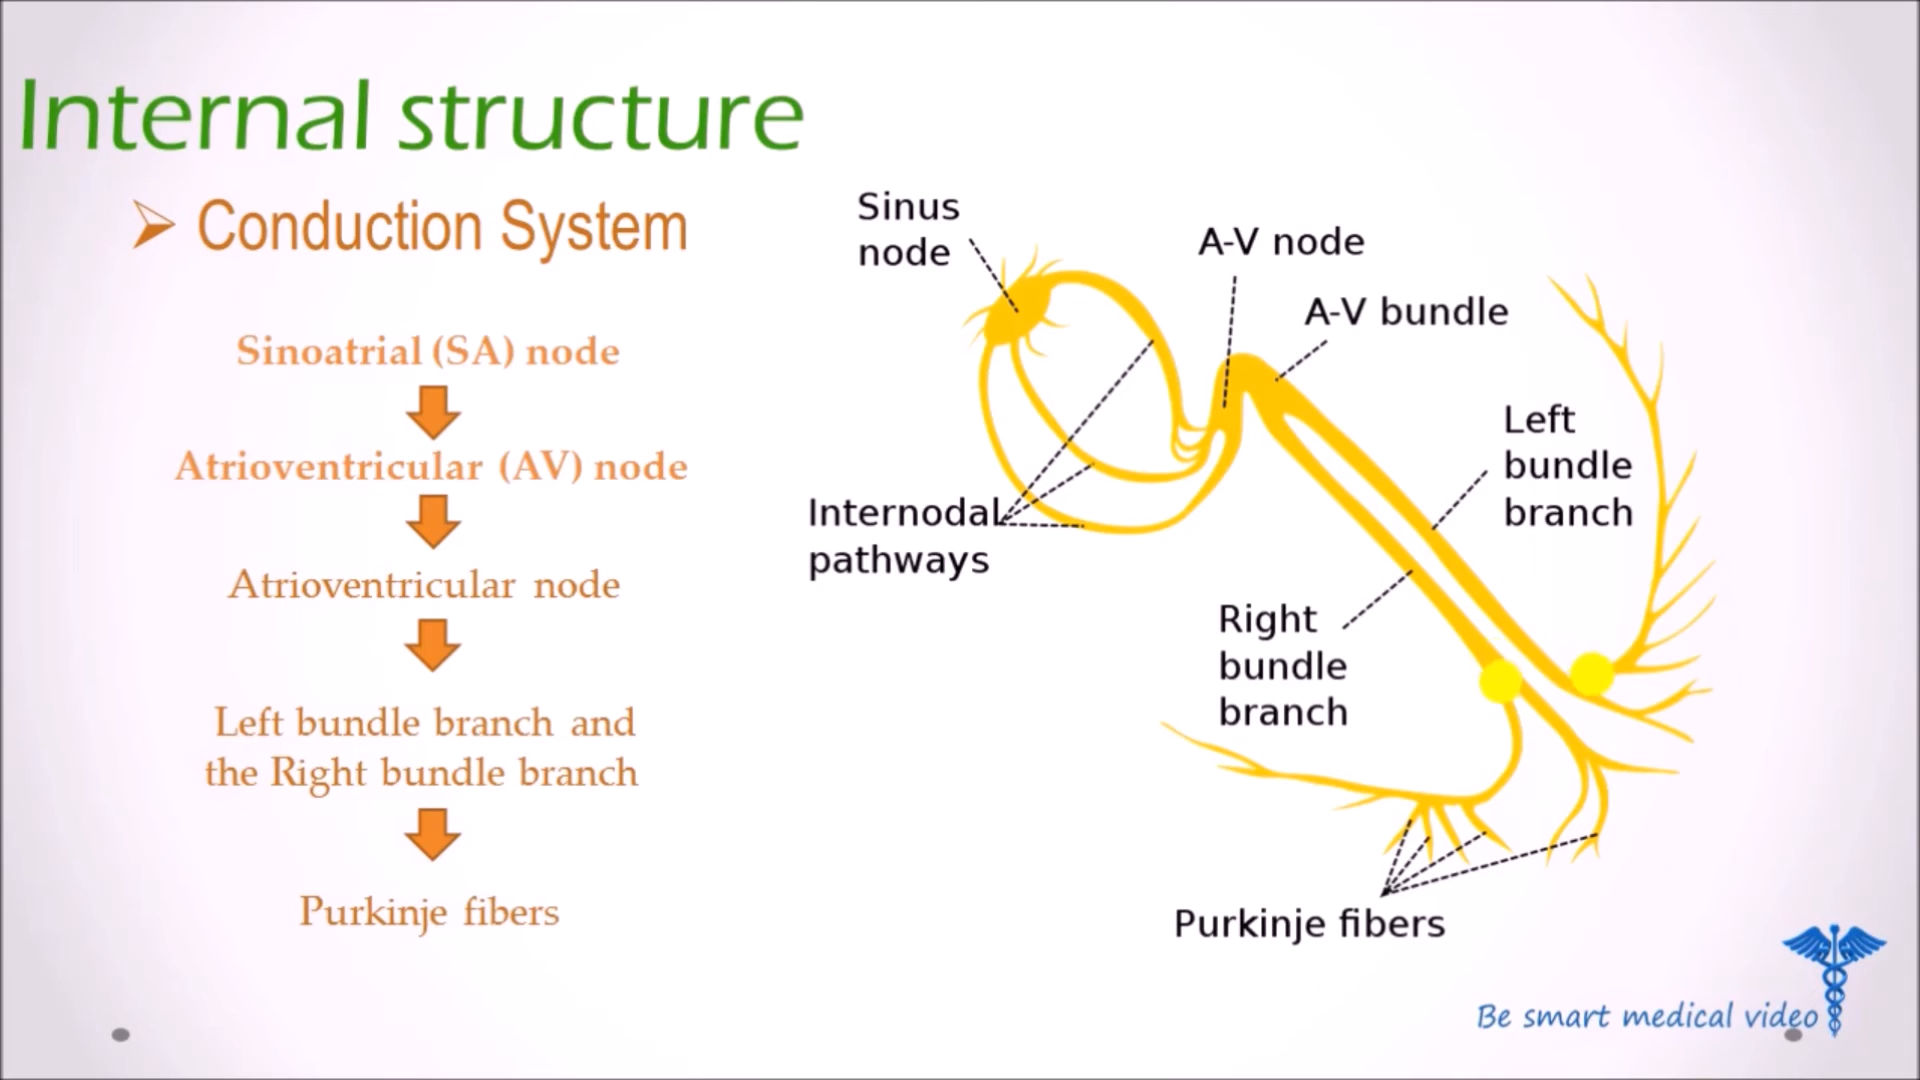 Internal structure
Conduction System
Sinoatrial (SA) node
Atrioventricular (AV) node
Atrioventricular node
Left bundle branch and
the Right bundle branch
Purkinje fibers
Sinus
node
A-V node
A-V bundle
Left
bundle
branch
Internodal
pathways
Right
bundle
branch
Purkinje fibers
Be smart medical video